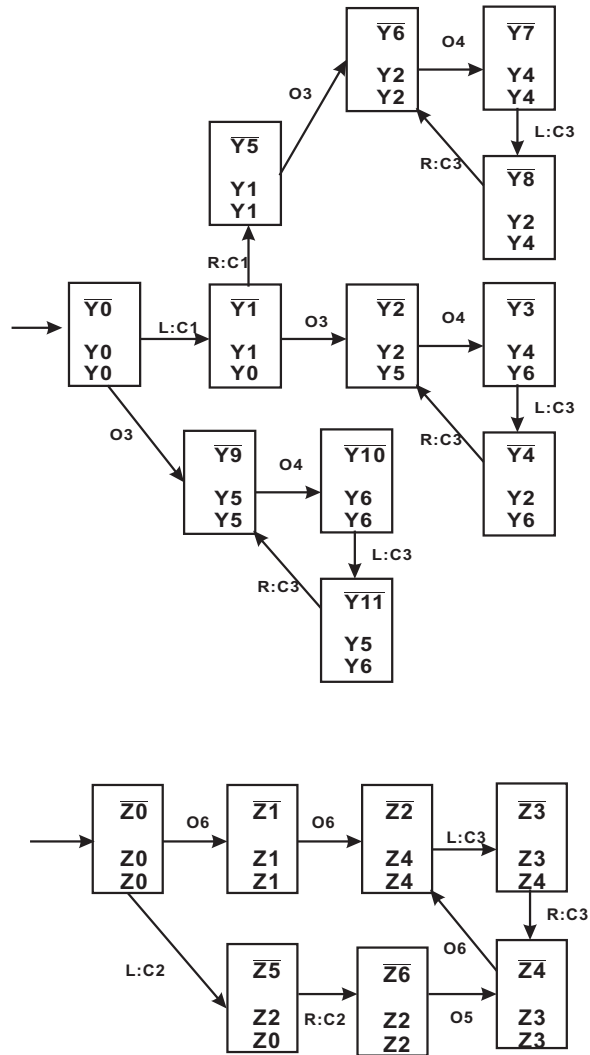 Y6
Y2
Y2
O4
Y7
Y4
Y4
O3
L:C3
R:C3
Y8
Y2
Y4
Y5
Y1
Y1
R:C1
Y0
Y0
Y0
L:C1
Y1
Y1
Y0
O3
Y2
Y2
Y5
O4
Y3
Y4
Y6
L:C3
R:C3
Y4
Y2
Y6
O3
Y9
Y5
Y5
O4
Y10
Y6
Y6
L:C3
R:C3
Y11
Y5
Y6
Z0
Z0
Z0
O6
Z1
Z1
Z1
O6
Z2
Z4
Z4
L:C3
Z3
Z3
Z4
R:C3
O6
L:C2
Z5
Z2
Z0
R:C2
Z6
Z2
Z2
O5
Z4
Z3
Z3